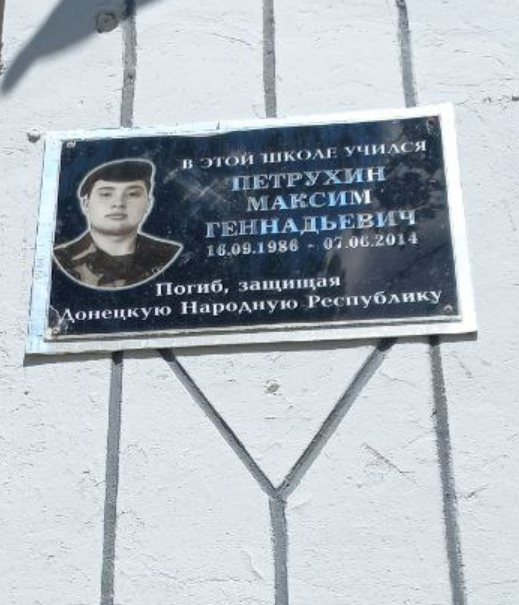 В ЭТОЙ ШКОЛЕ УЧИЛСЯ
ПЕТРУХИН
МАКСИМ
ГЕННАДЬЕВИЧ
16.09.1986 - 07.06.2014
Погиб, защищая
Донецкую Народную Республику